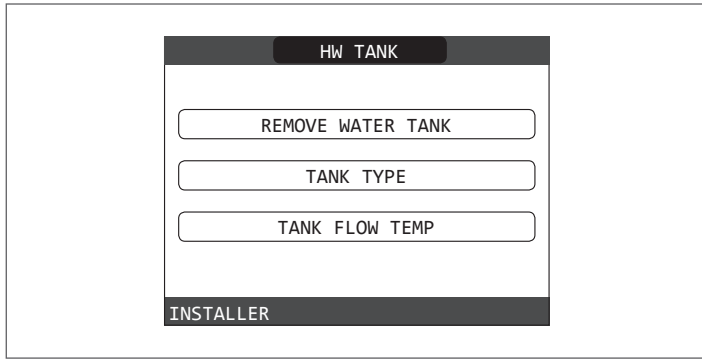 HW TANK
REMOVE WATER TANK
TANK TYPE
TANK FLOW TEMP
INSTALLER